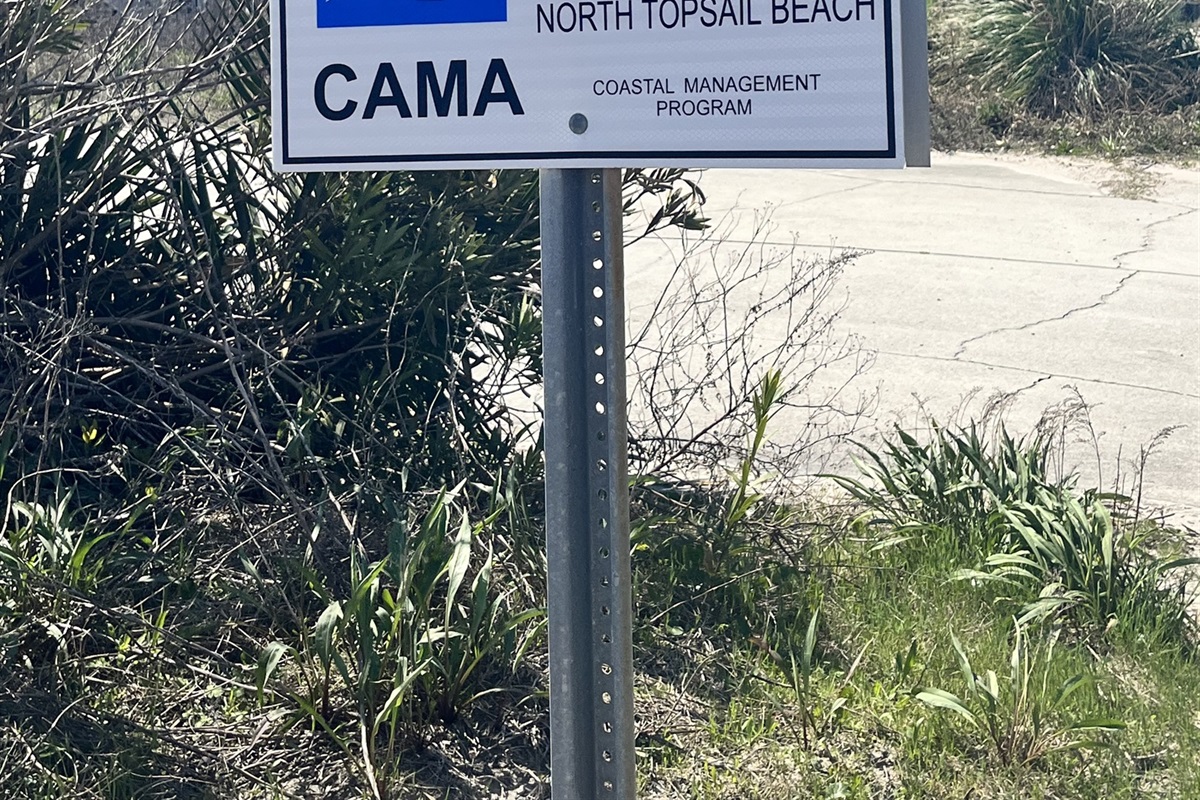 NORTH TOPSAIL BEACH
CAMA
COASTAL MANAGEMENT
PROGRAM